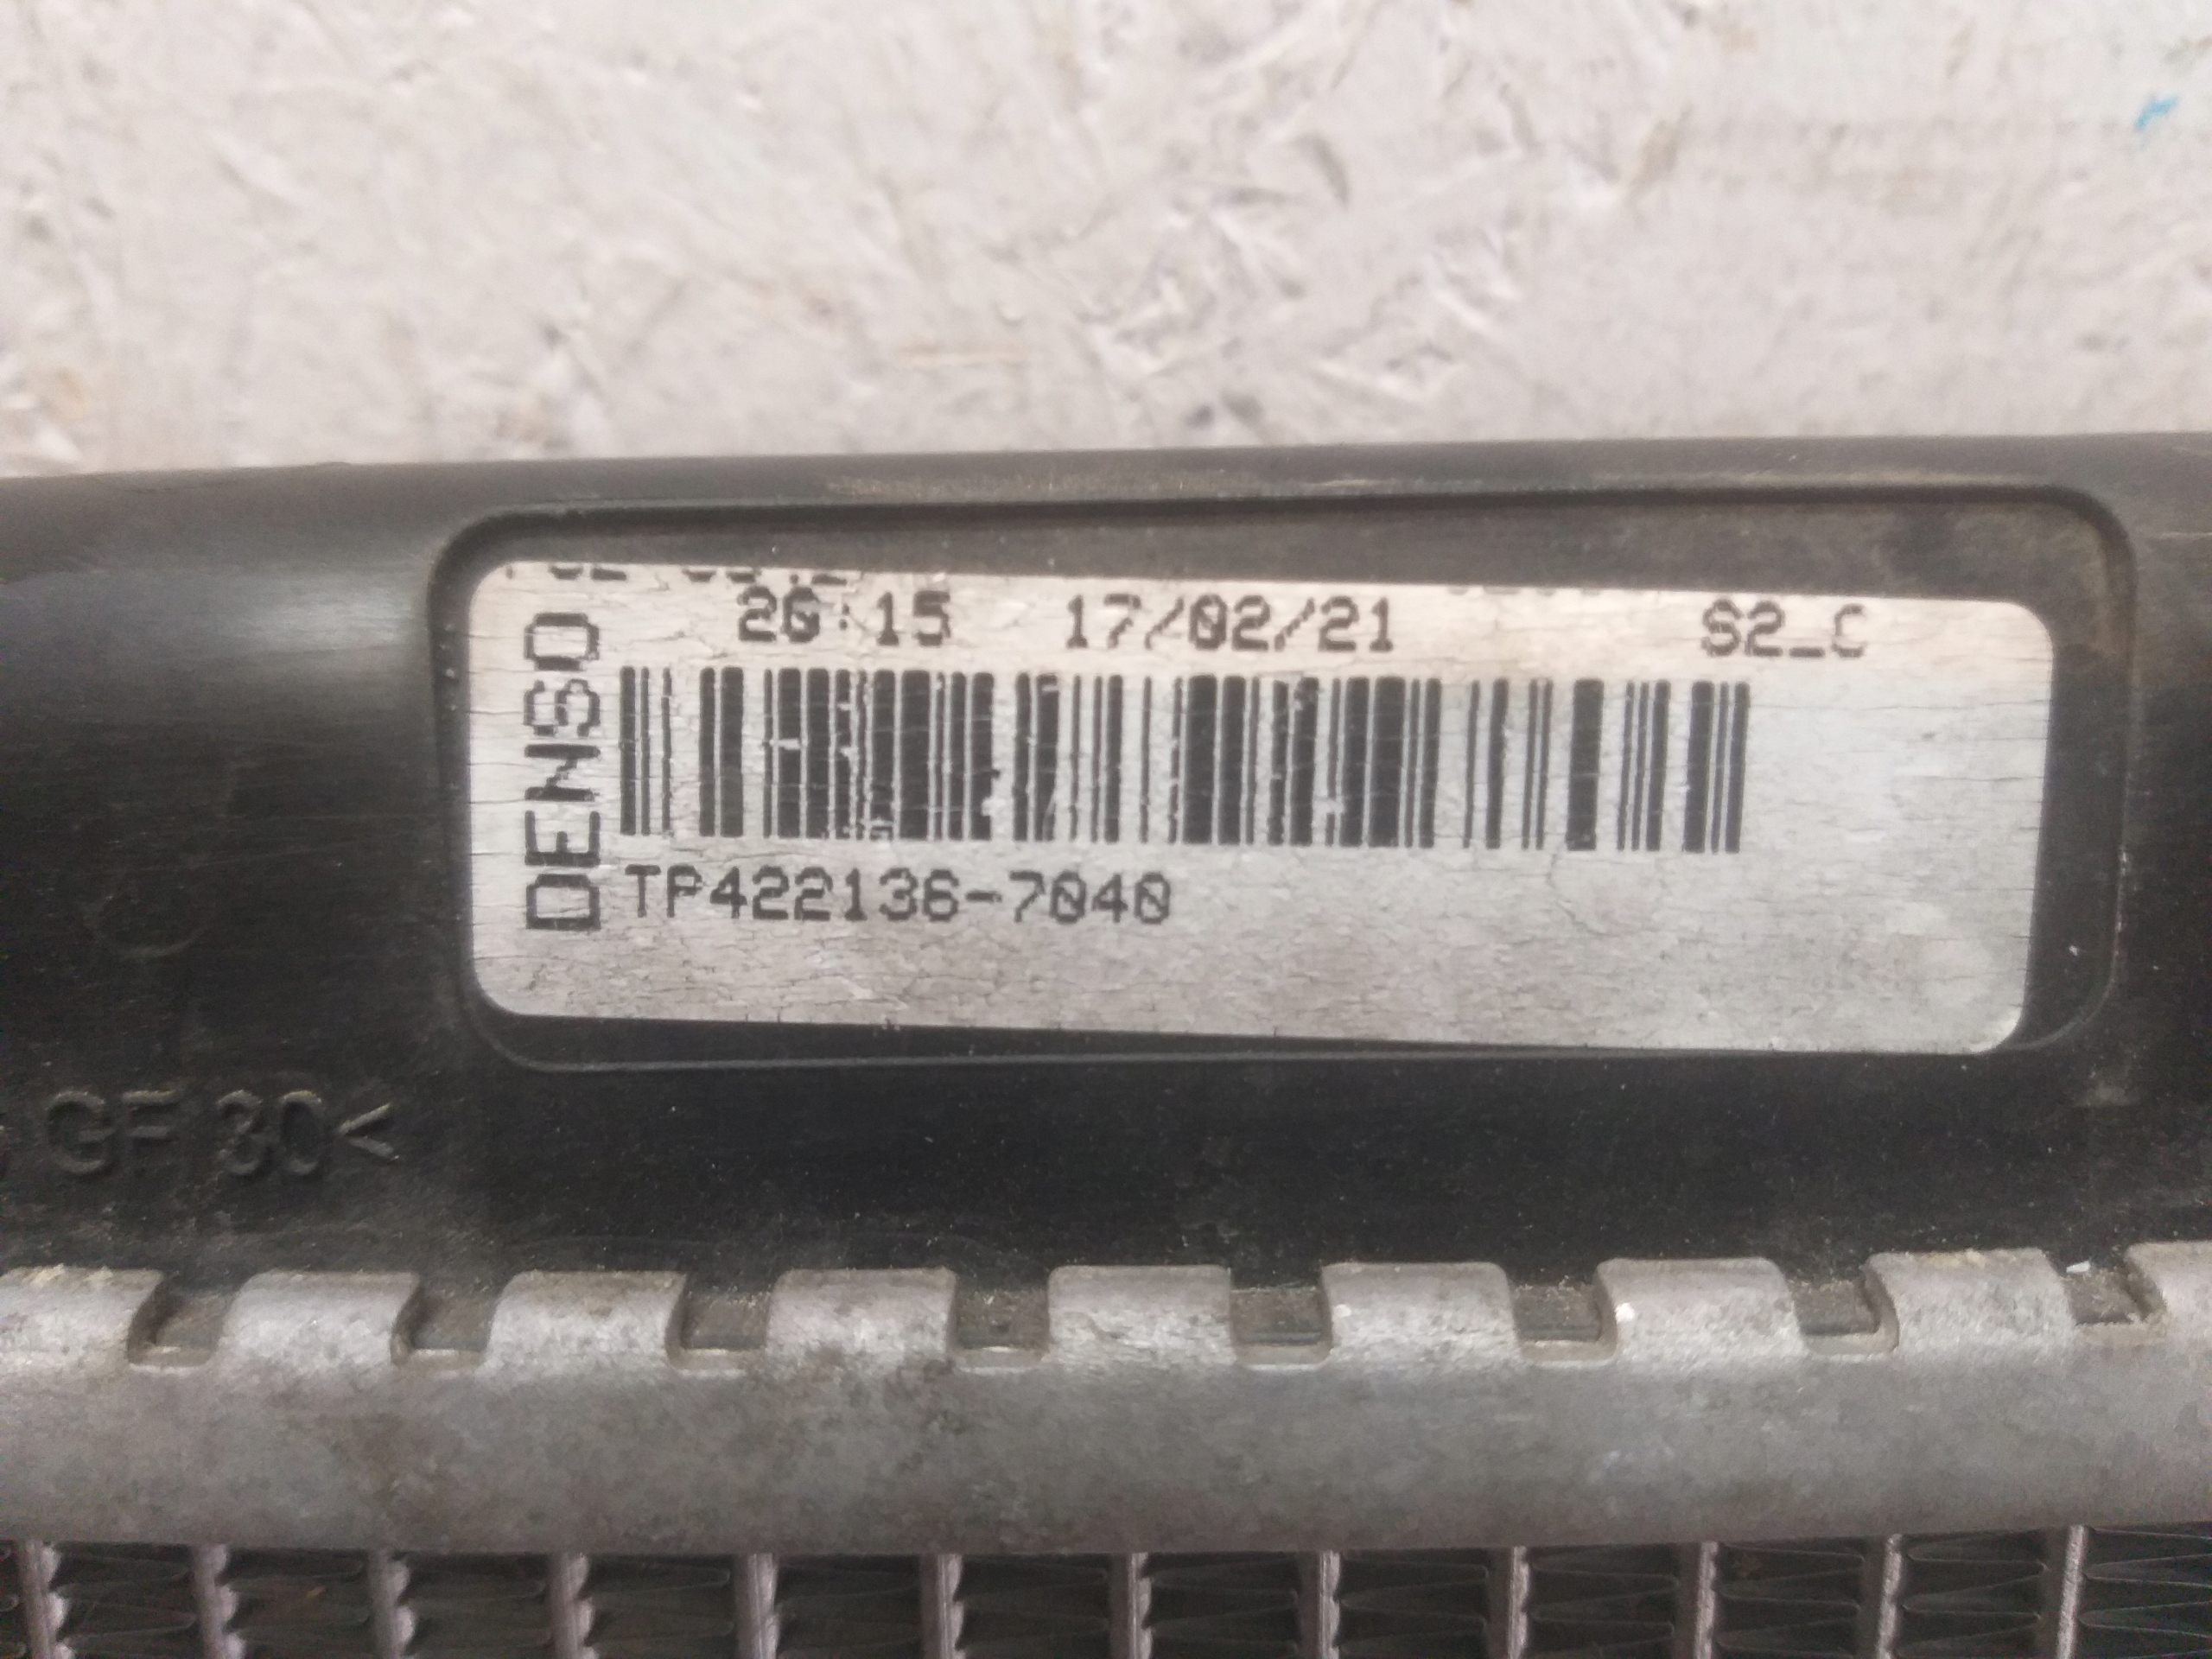 20:15 17/02/21 S2_C
DENSO
TP422136-7040
GF 30<